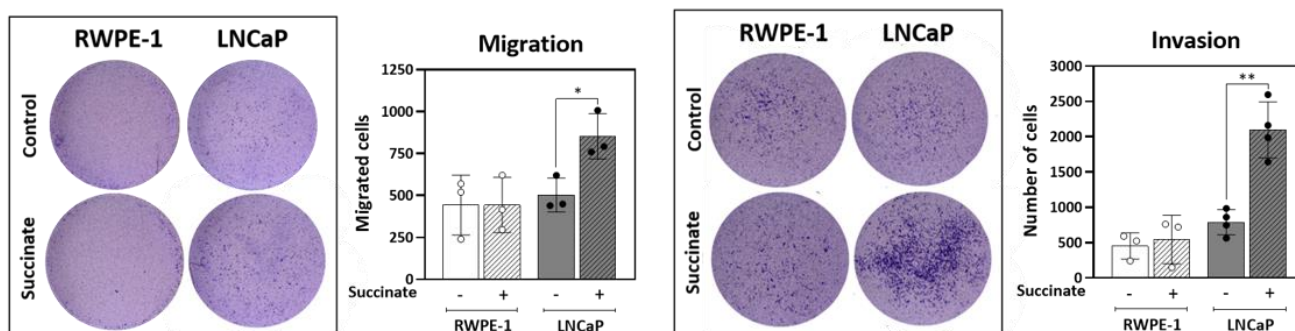 RWPE-1 LNCaP
Control
Succinate
Migration
Migrated cells
1250
1000
750
500
250
0
*
Succinate - + - +
RWPE-1 LNCaP
RWPE-1 LNCaP
Control
Succinate
Invasion
Number of cells
3000
2500
2000
1500
1000
500
0
**
Succinate - + - +
RWPE-1 LNCaP